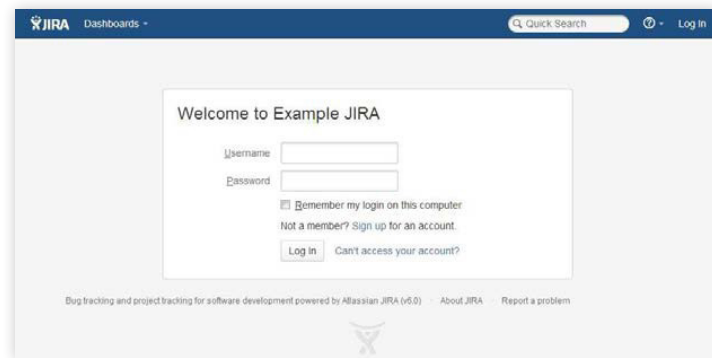 JIRA Dashboards Quick Search Log In
Welcome to Example JIRA
Username
Password
Remember my login on this computer
Not a member? Sign up for an account.
Log In Can't access your account?
Bug tracking and project tracking for software development powered by Atlassian JIRA (v6.0) · About JIRA · Report a problem